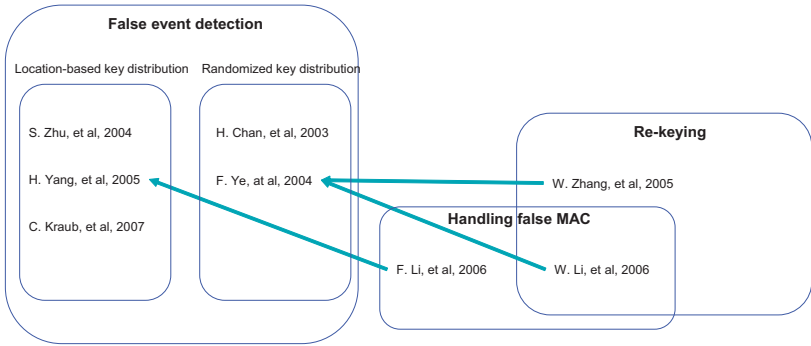 False event detection
Location-based key distribution
Randomized key distribution
S. Zhu, et al, 2004
H. Yang, et al, 2005
C. Kraub, et al, 2007
H. Chan, et al, 2003
F. Ye, at al, 2004
Re-keying
W. Zhang, et al, 2005
Handling false MAC
F. Li, et al, 2006
W. Li, et al, 2006